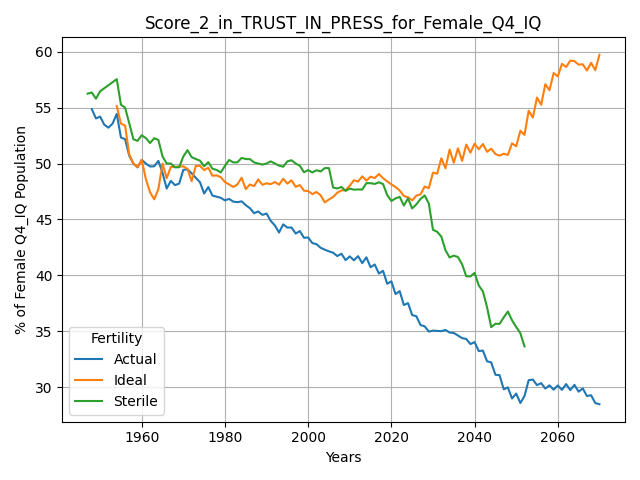 Score_2_in_TRUST_IN_PRESS_for_Female_Q4_IQ
% of Female Q4_IQ Population
60
55
50
45
40
35
30
Fertility
Actual
Ideal
Sterile
1960 1980 2000 2020 2040 2060
Years